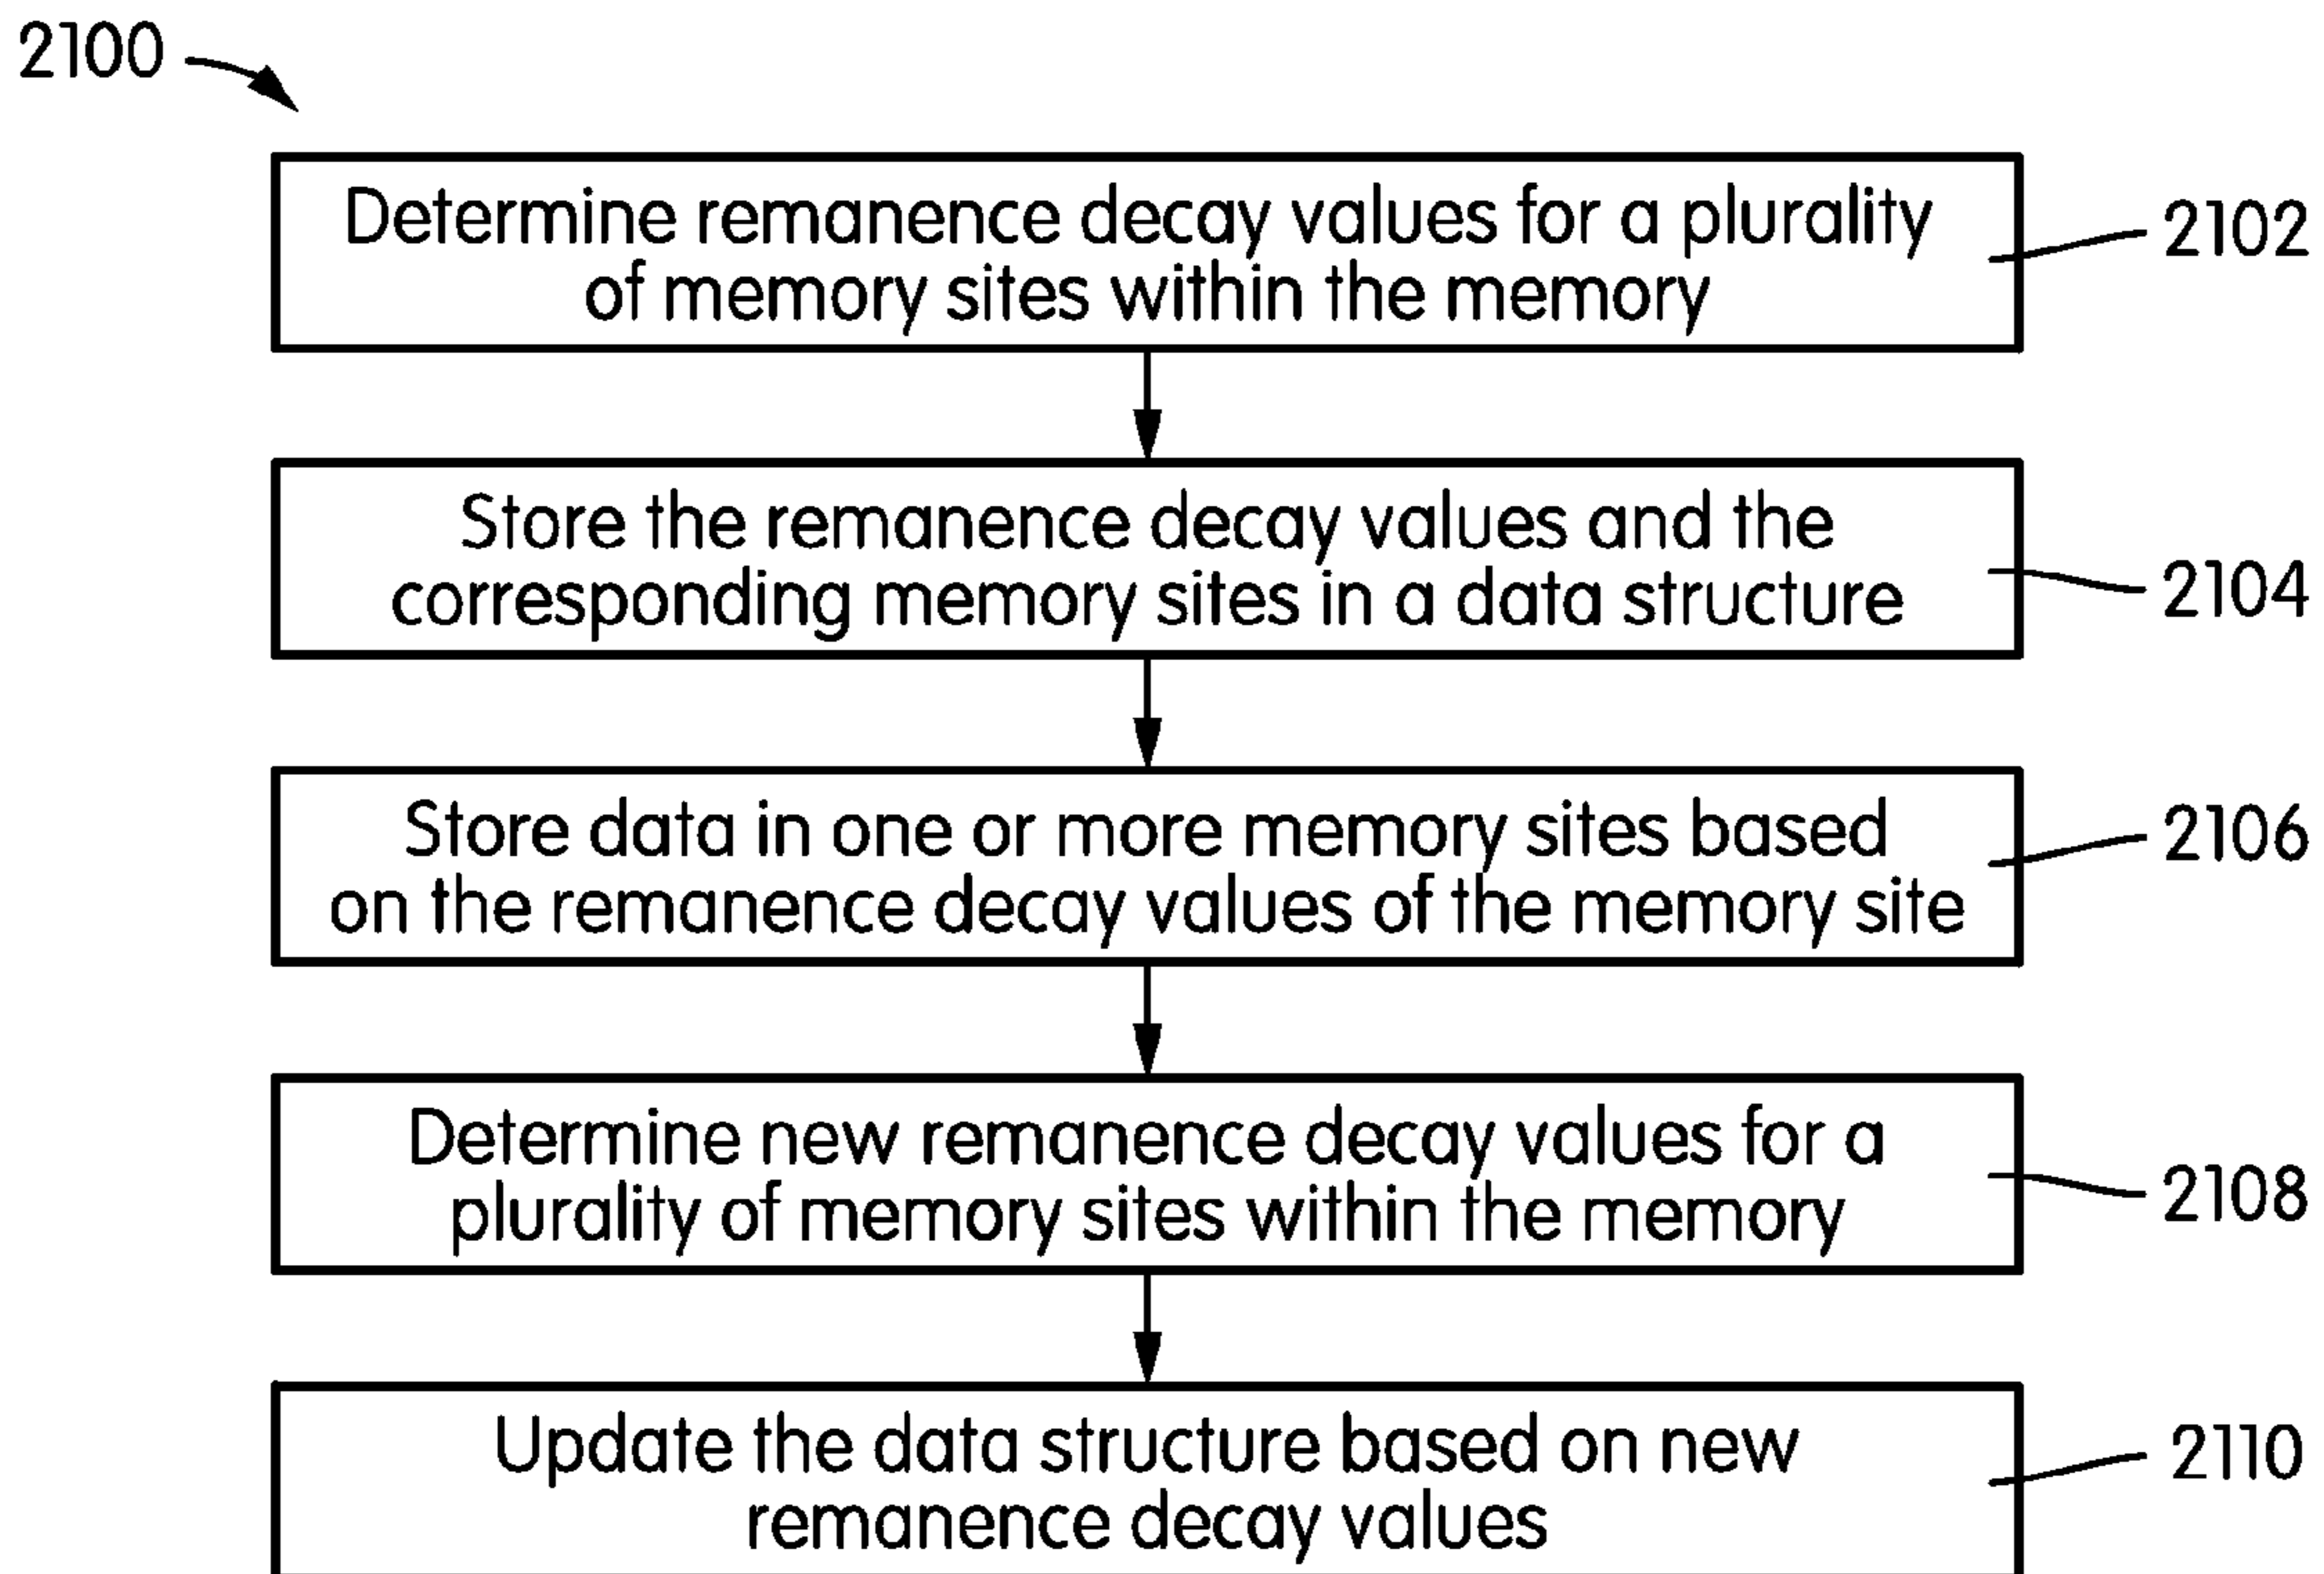 2100
Determine remanence decay values for a plurality
of memory sites within the memory
2102
Store the remanence decay values and the
corresponding memory sites in a data structure
2104
Store data in one or more memory sites based
on the remanence decay values of the memory site
2106
Determine new remanence decay values for a
plurality of memory sites within the memory
2108
Update the data structure based on new
remanence decay values
2110